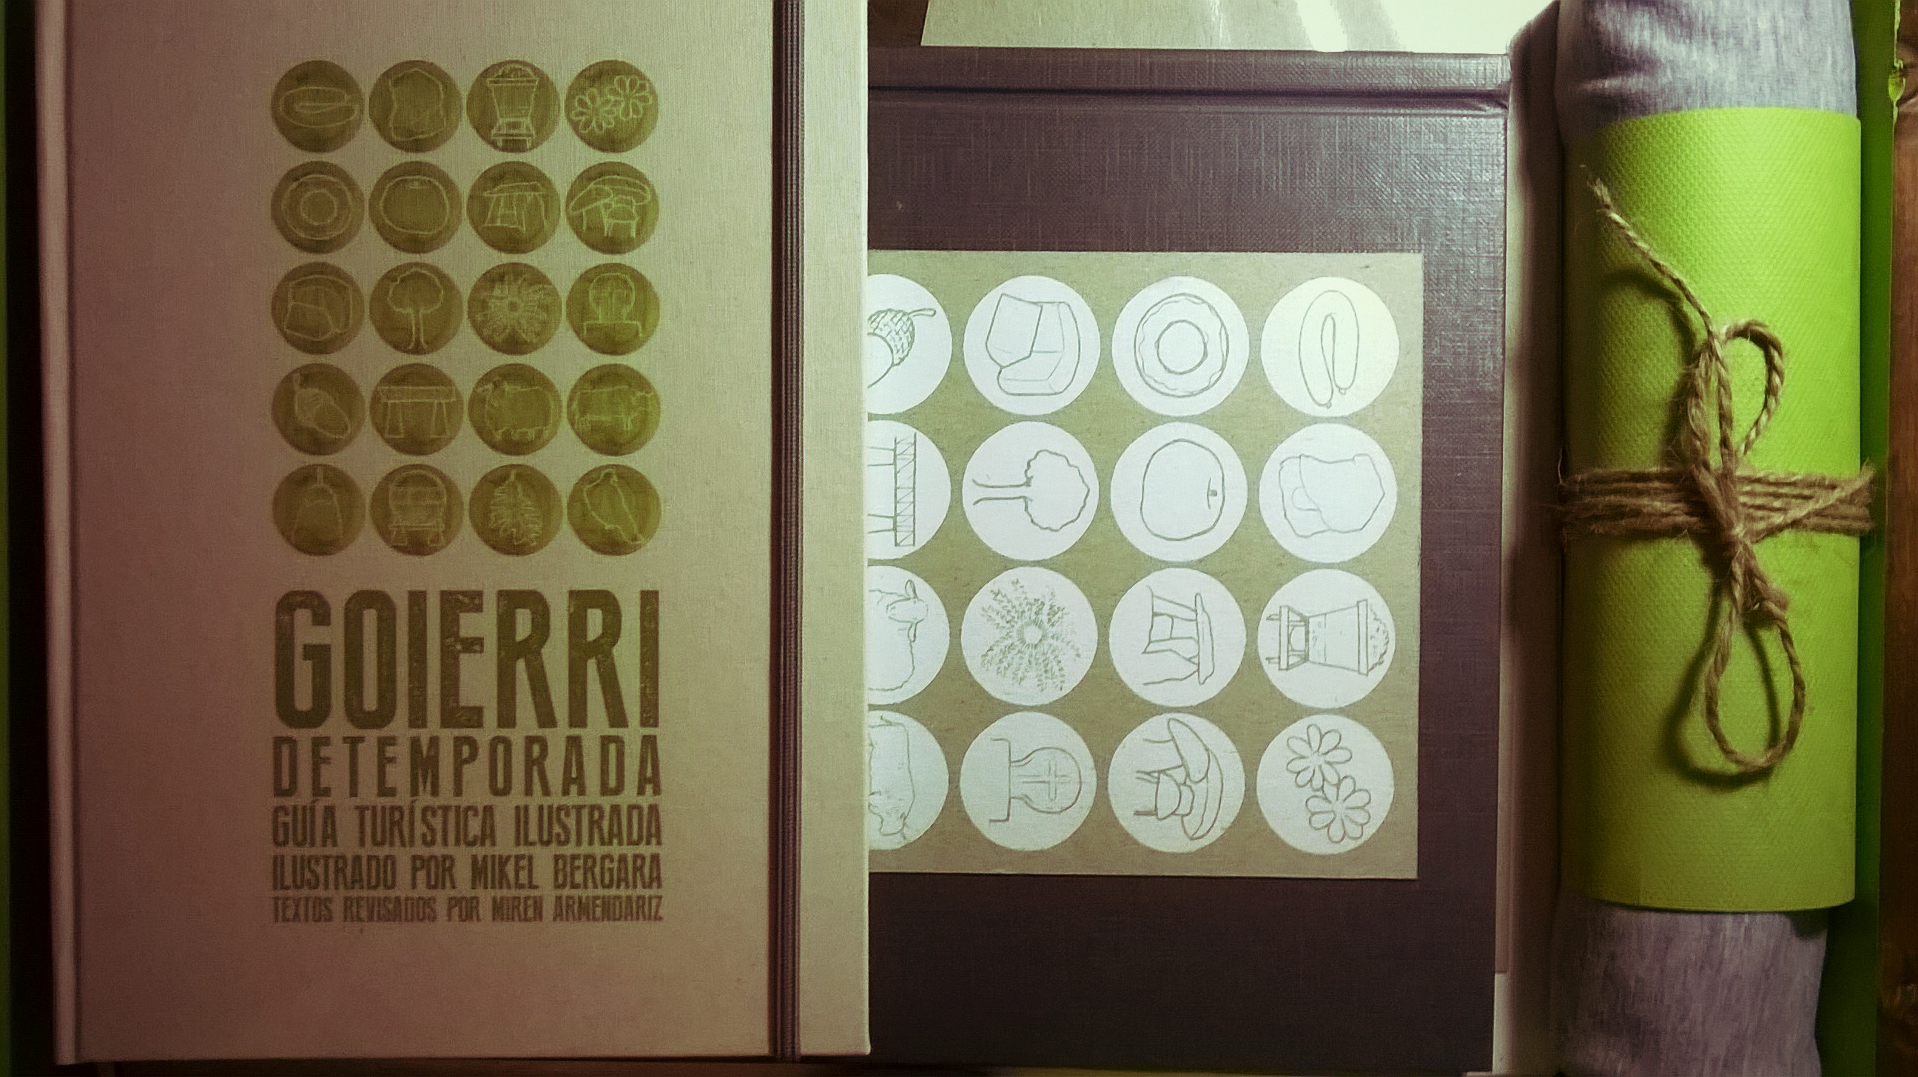 GOIERRI
DETEMPORADA
GUÍA TURÍSTICA ILUSTRADA
ILUSTRADO POR MIKEL BERGARA
TEXTOS REVISADOS POR MIREN ARMENDARIZ